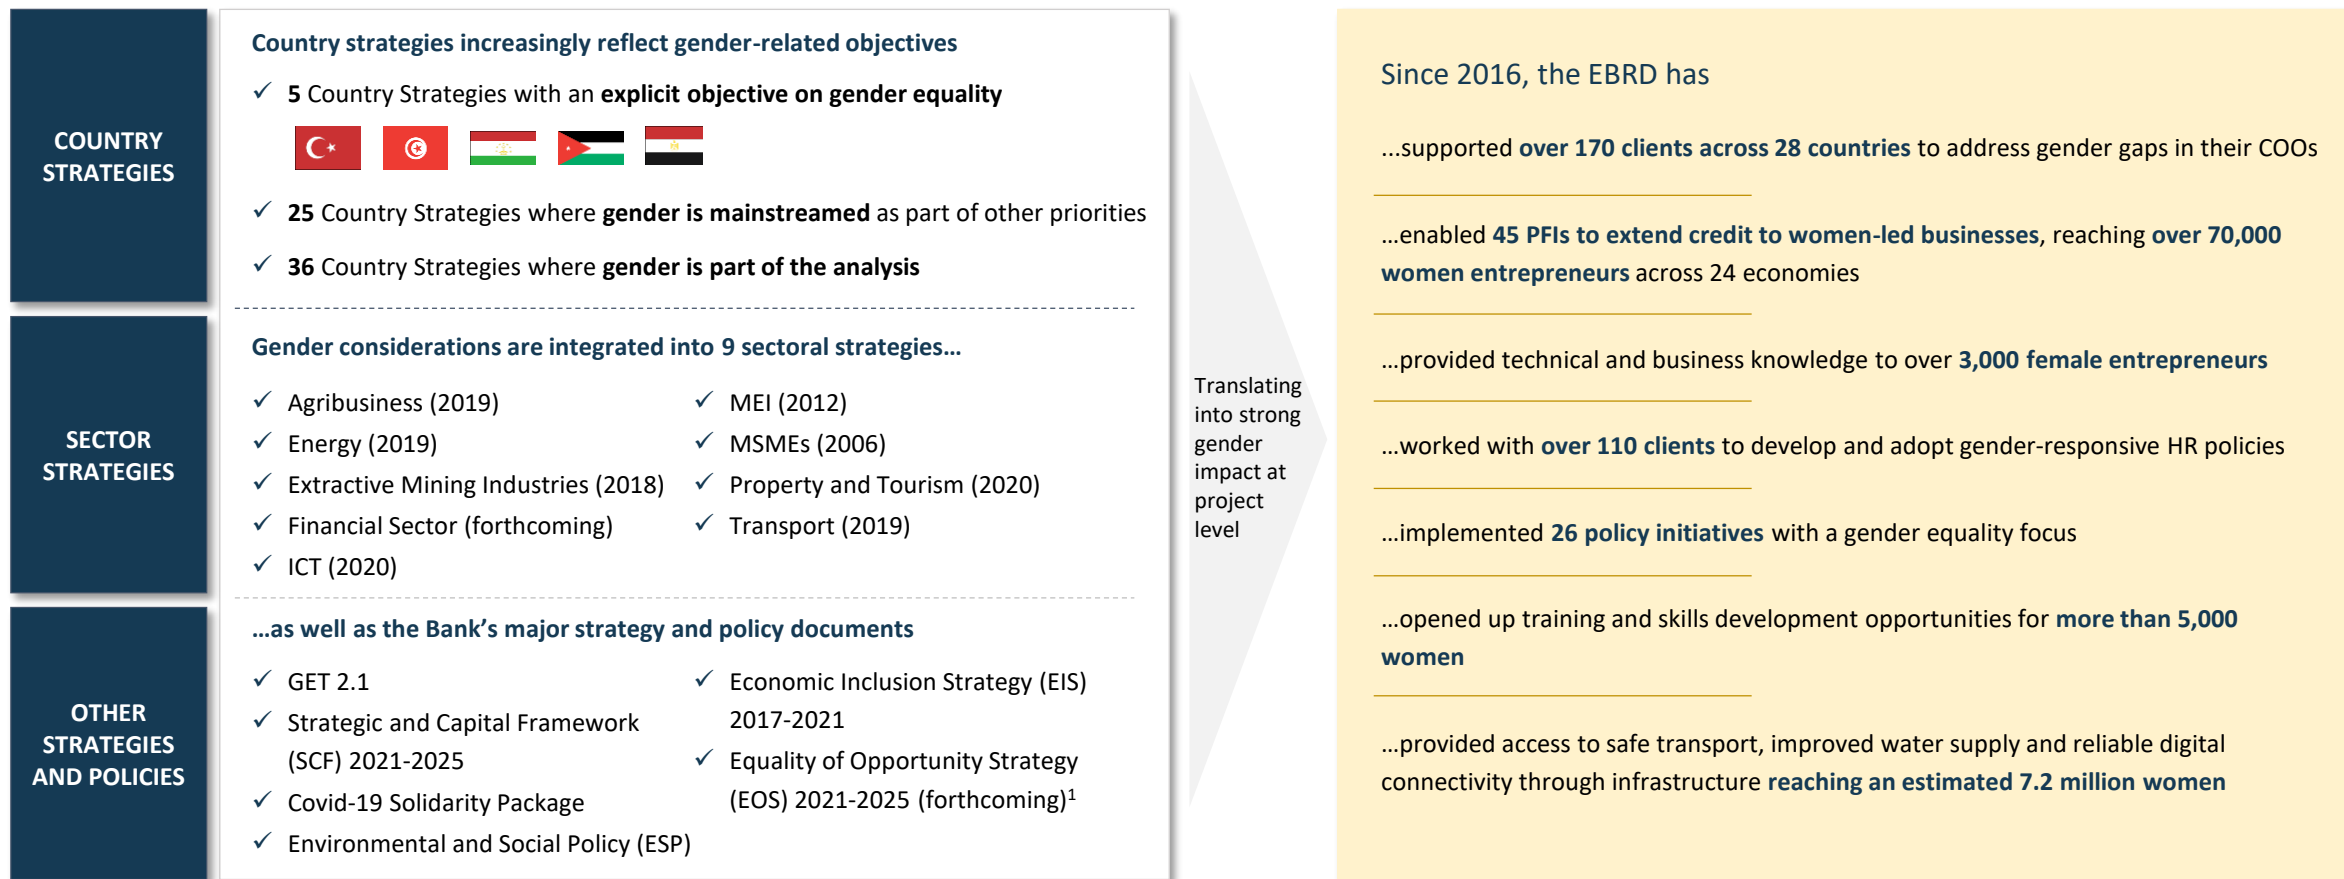 COUNTRY
STRATEGIES
Country strategies increasingly reflect gender-related objectives
✓ 5 Country Strategies with an explicit objective on gender equality
✓ 25 Country Strategies where gender is mainstreamed as part of other priorities
✓ 36 Country Strategies where gender is part of the analysis
SECTOR
STRATEGIES
Gender considerations are integrated into 9 sectoral strategies…
✓ Agribusiness (2019)
✓ Energy (2019)
✓ Extractive Mining Industries (2018)
✓ Financial Sector (forthcoming)
✓ ICT (2020)
✓ MEI (2012)
✓ MSMEs (2006)
✓ Property and Tourism (2020)
✓ Transport (2019)
OTHER
STRATEGIES
AND POLICIES
…as well as the Bank’s major strategy and policy documents
✓ GET 2.1
✓ Strategic and Capital Framework
(SCF) 2021-2025
✓ Covid-19 Solidarity Package
✓ Environmental and Social Policy (ESP)
✓ Economic Inclusion Strategy (EIS)
2017-2021
✓ Equality of Opportunity Strategy
(EOS) 2021-2025 (forthcoming)¹
Translating
into strong
gender
impact at
project
level
Since 2016, the EBRD has
...supported over 170 clients across 28 countries to address gender gaps in their COOs
…enabled 45 PFIs to extend credit to women-led businesses, reaching over 70,000
women entrepreneurs across 24 economies
…provided technical and business knowledge to over 3,000 female entrepreneurs
…worked with over 110 clients to develop and adopt gender-responsive HR policies
…implemented 26 policy initiatives with a gender equality focus
…opened up training and skills development opportunities for more than 5,000
women
…provided access to safe transport, improved water supply and reliable digital
connectivity through infrastructure reaching an estimated 7.2 million women